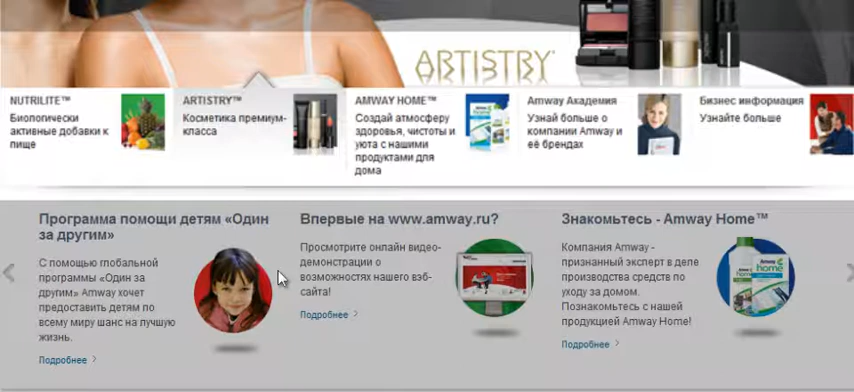 ARTISTRY
NUTRILITE™
Биологически
активные добавки к
пище
ARTISTRY™
Косметика премиум-
класса
AMWAY HOME™
Создай атмосферу
здоровья, чистоты и
уюта с нашими
продуктами для
дома
Amway Академия
Узнай больше о
компании Amway и
её брендах
Бизнес информация
Узнайте больше
Программа помощи детям «Один
за другим»
С помощью глобальной
программы «Один за
другим» Amway хочет
предоставить детям по
всему миру шанс на лучшую
жизнь.
Подробнее
Впервые на www.amway.ru?
Просмотрите онлайн видео-
демонстрации о
возможностях нашего вэб-
сайта!
Подробнее
Знакомьтесь - Amway Home™
Компания Amway -
признанный эксперт в деле
производства средств по
уходу за домом.
Познакомьтесь с нашей
продукцией Amway Home!
Подробнее
Amway
home